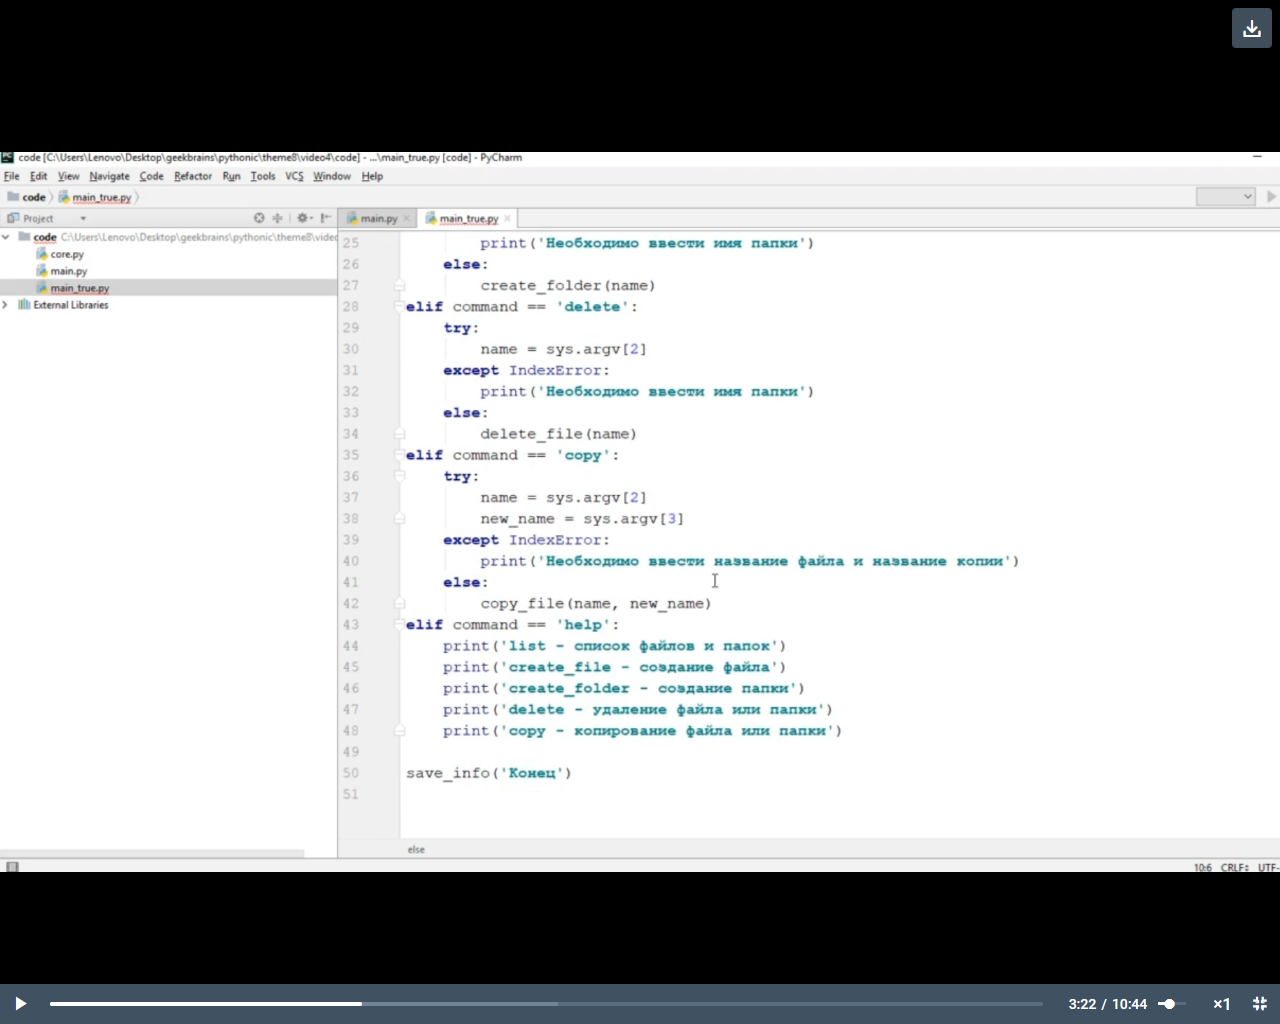 code [C:\Users\Lenovo\Desktop\geekbrains\pythonic\theme8\video4\code] - ...\main_true.py [code] - PyCharm
File Edit View Navigate Code Refactor Run Tools VCS Window Help
code main_true.py
Project main.py main_true.py
code C:\Users\Lenovo\Desktop\geekbrains\pythonic\theme8\video
core.py
main.py
main_true.py
External Libraries
25 print('Необходимо ввести имя папки')
26 else:
27 create_folder(name)
28 elif command == 'delete':
29 try:
30 name = sys.argv[2]
31 except IndexError:
32 print('Необходимо ввести имя папки')
33 else:
34 delete_file(name)
35 elif command == 'copy':
36 try:
37 name = sys.argv[2]
38 new_name = sys.argv[3]
39 except IndexError:
40 print('Необходимо ввести название файла и название копии')
41 else:
42 copy_file(name, new_name)
43 elif command == 'help':
44 print('list - список файлов и папок')
45 print('create_file - создание файла')
46 print('create_folder - создание папки')
47 print('delete - удаление файла или папки')
48 print('copy - копирование файла или папки')
49
50 save_info('Конец')
51
else
10:6 CRLF÷ UTF-
3:22 / 10:44 ×1